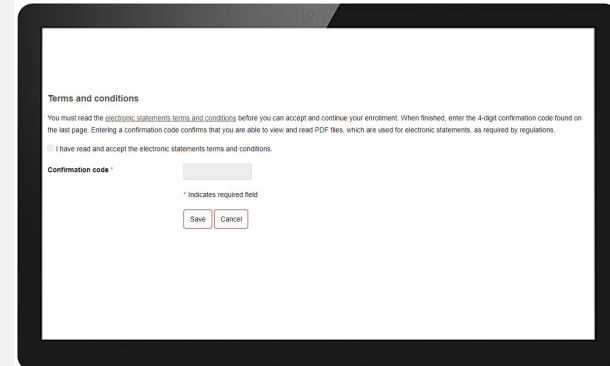 Terms and conditions
You must read the electronic statements terms and conditions before you can accept and continue your enrollment. When finished, enter the 4-digit confirmation code found on
the last page. Entering a confirmation code confirms that you are able to view and read PDF files, which are used for electronic statements, as required by regulations.
I have read and accept the electronic statements terms and conditions.
Confirmation code *
* Indicates required field
Save Cancel